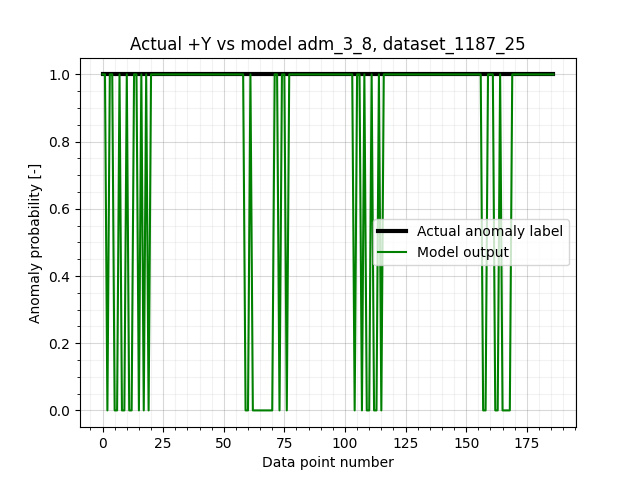 Actual +Y vs model adm_3_8, dataset_1187_25
1.0
0.8
0.6
0.4
0.2
0.0
Anomaly probability [-]
Actual anomaly label
Model output
0 25 50 75 100 125 150 175
Data point number